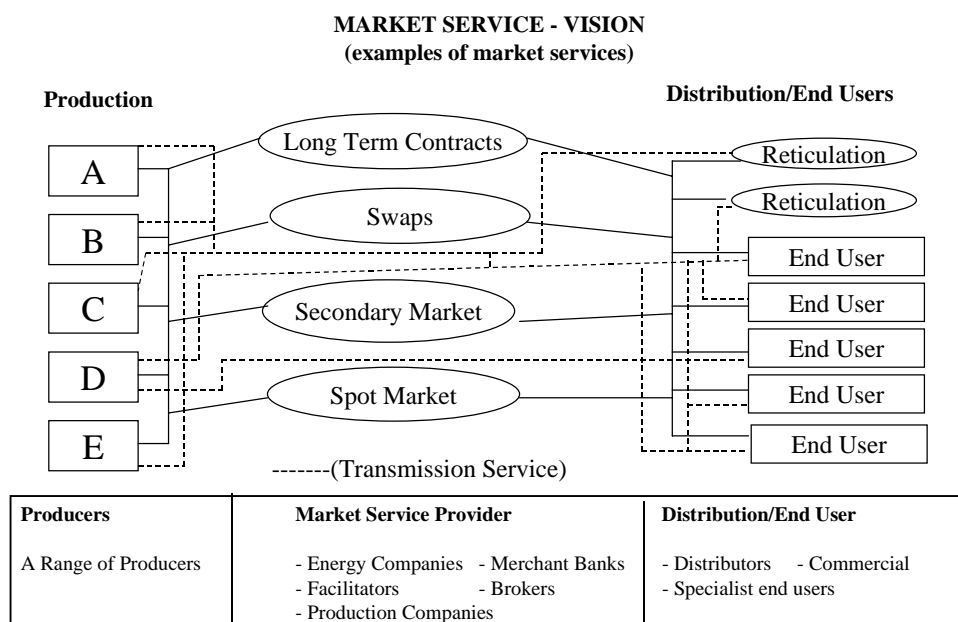 MARKET SERVICE - VISION
(examples of market services)
Production
Distribution/End Users
Long Term Contracts
Reticulation
A
Reticulation
B
Swaps
End User
C
Secondary Market
End User
End User
D
Spot Market
End User
E
End User
-------(Transmission Service)
Producers
A Range of Producers
Market Service Provider
- Energy Companies - Merchant Banks
- Facilitators - Brokers
- Production Companies
Distribution/End User
- Distributors - Commercial
- Specialist end users